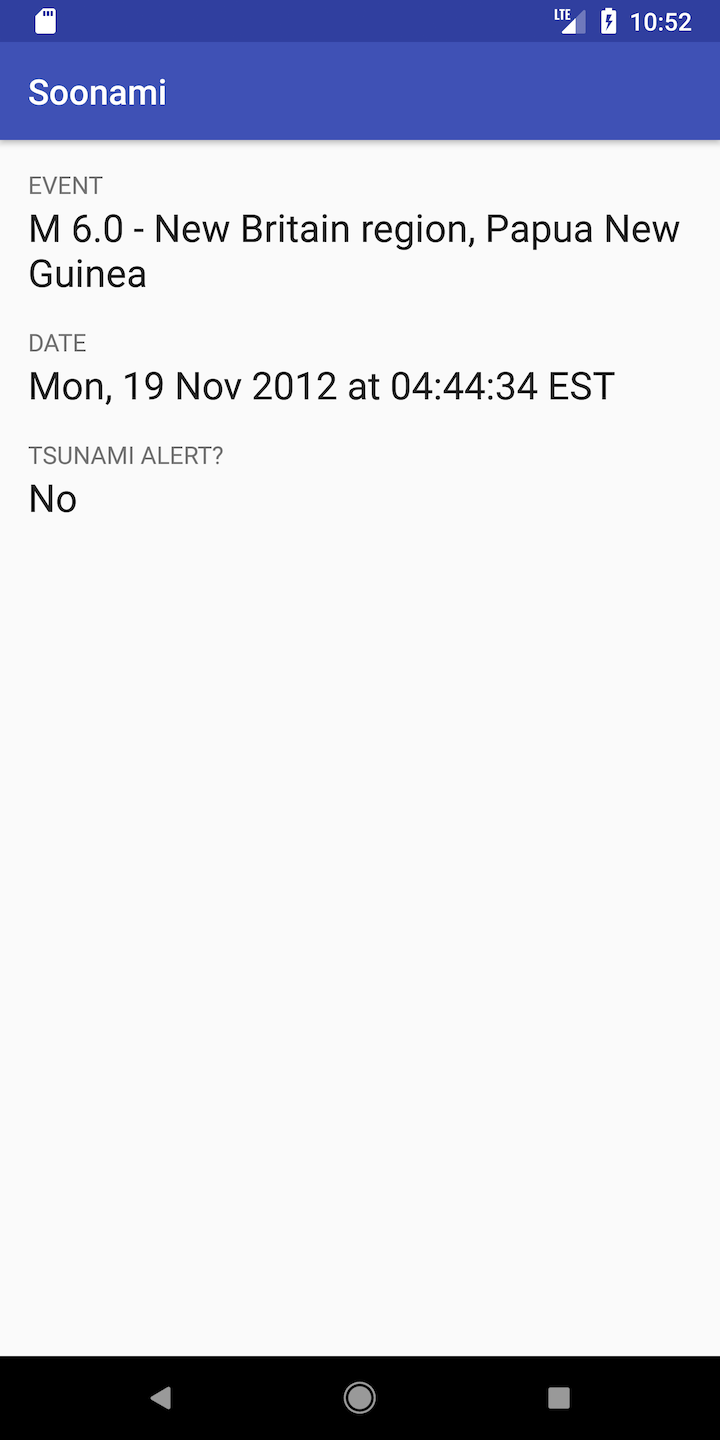 LTE 10:52
Soonami
EVENT
M 6.0 - New Britain region, Papua New
Guinea
DATE
Mon, 19 Nov 2012 at 04:44:34 EST
TSUNAMI ALERT?
No